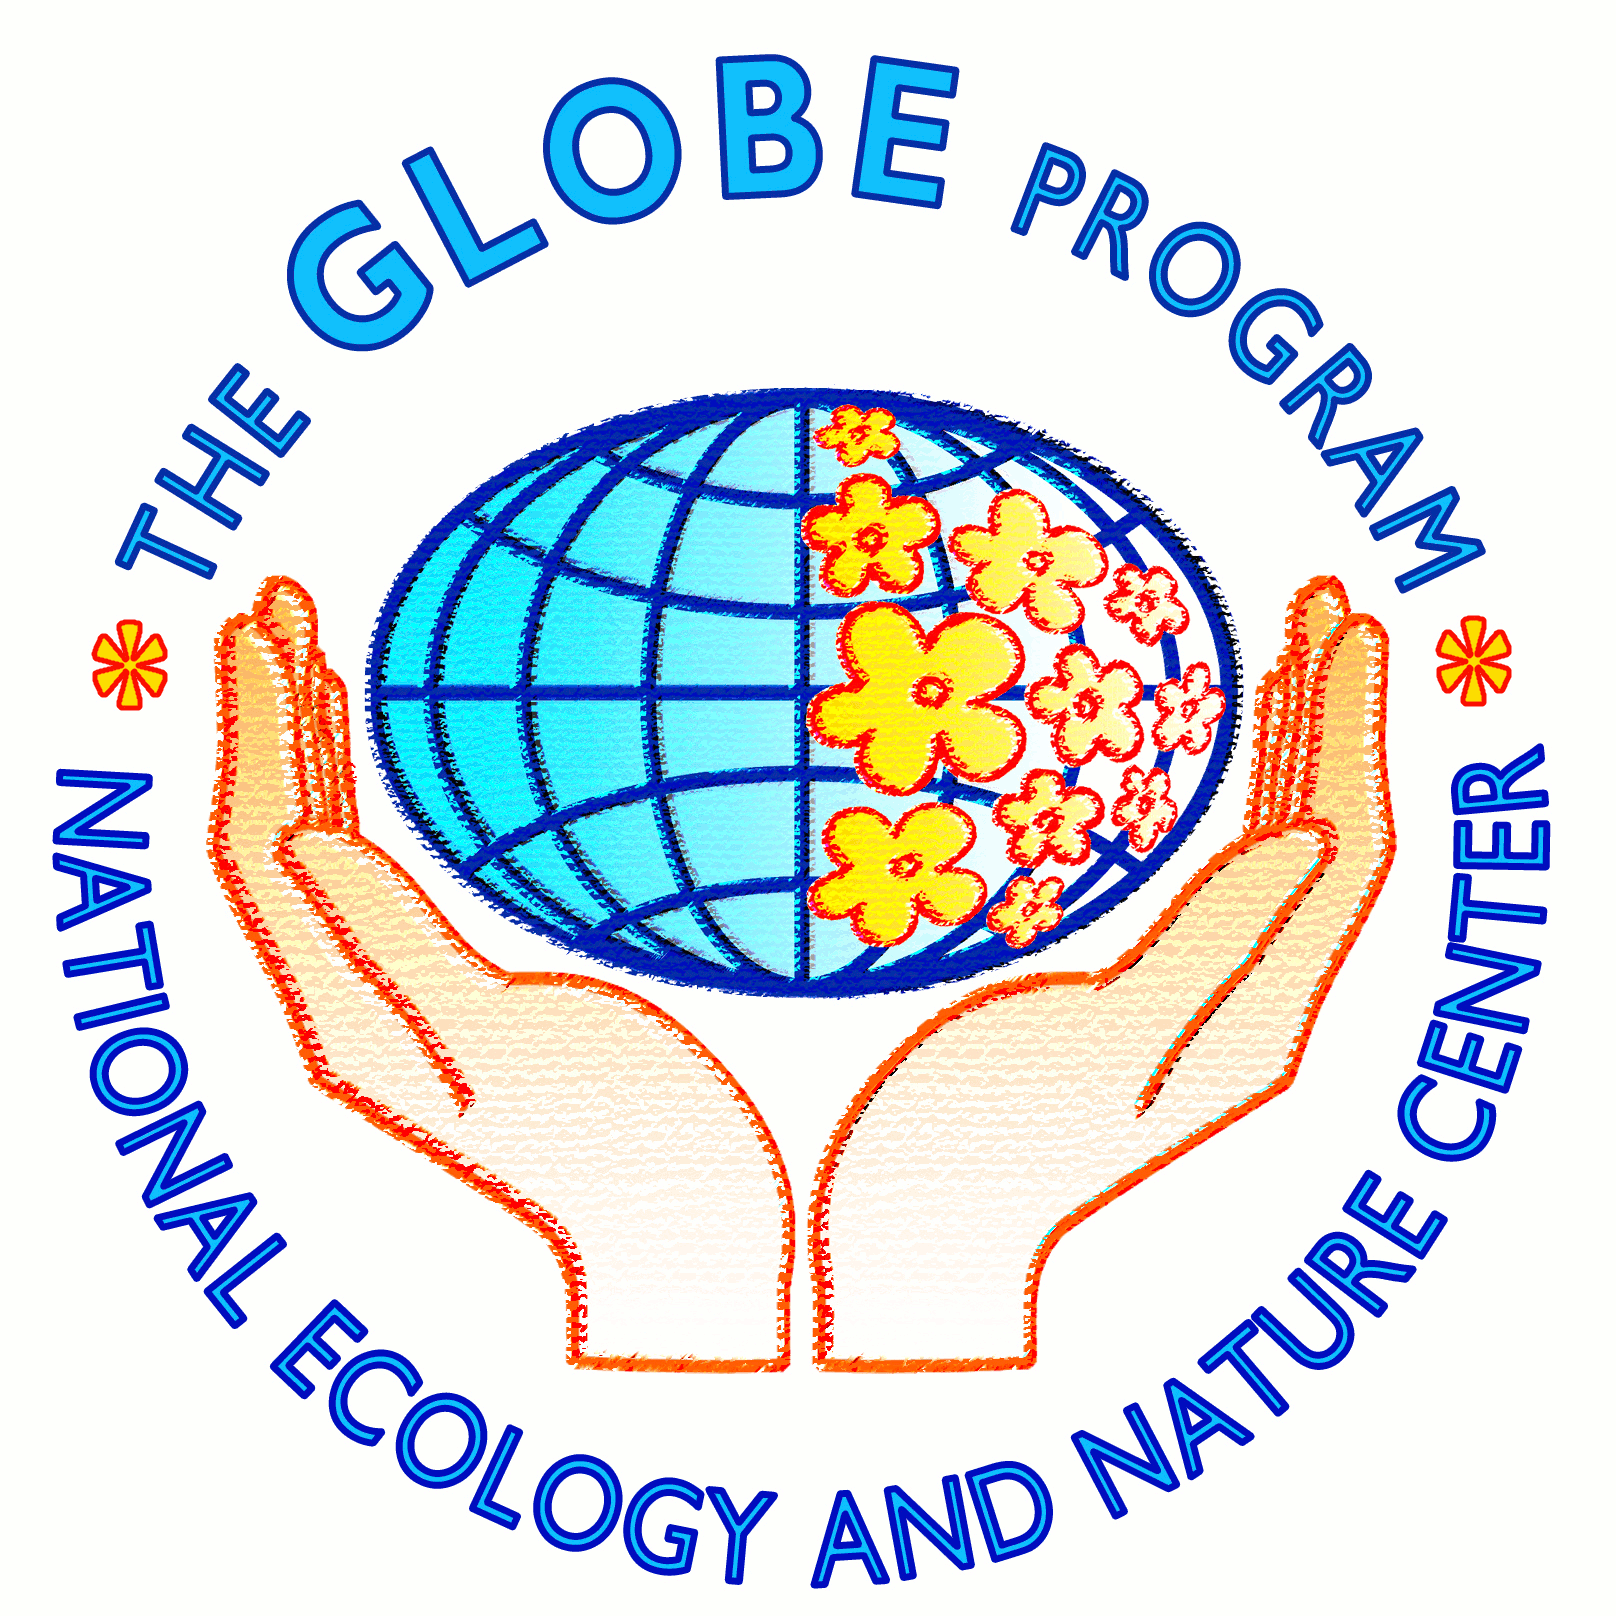 THE GLOBE PROGRAM
NATIONAL ECOLOGY AND NATURE CENTER